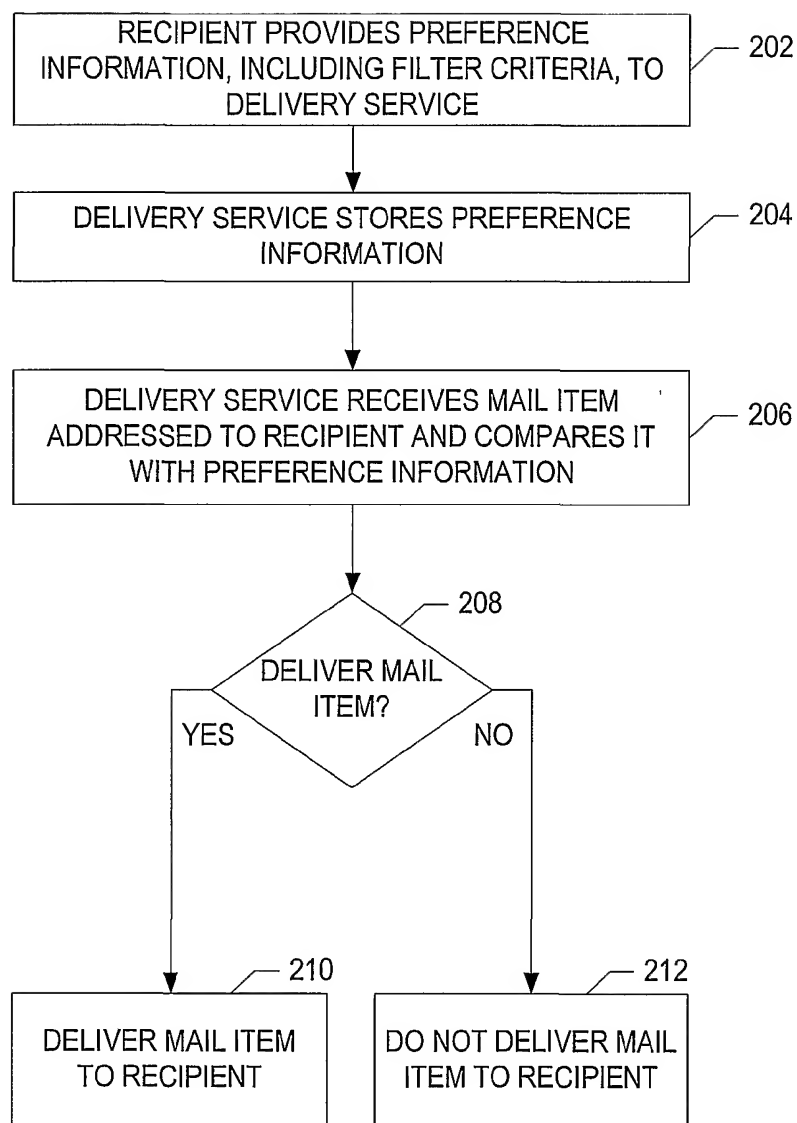 RECIPIENT PROVIDES PREFERENCE
INFORMATION, INCLUDING FILTER CRITERIA, TO
DELIVERY SERVICE
202
DELIVERY SERVICE STORES PREFERENCE
INFORMATION
204
DELIVERY SERVICE RECEIVES MAIL ITEM
ADDRESSED TO RECIPIENT AND COMPARES IT
WITH PREFERENCE INFORMATION
206
208
DELIVER MAIL
ITEM?
YES
NO
210
DELIVER MAIL ITEM
TO RECIPIENT
212
DO NOT DELIVER MAIL
ITEM TO RECIPIENT